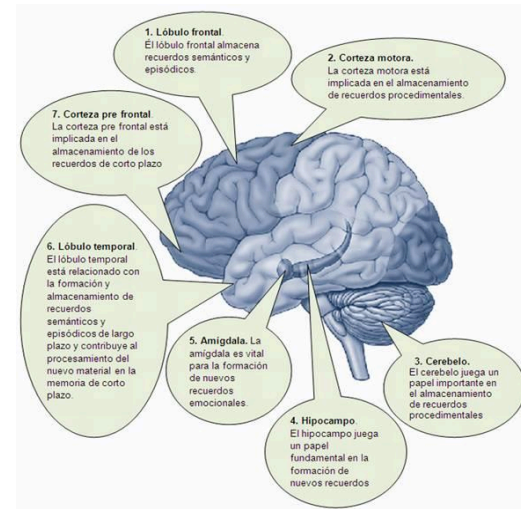 1. Lóbulo frontal.
Él lóbulo frontal almacena
recuerdos semánticos y
episódicos.
2. Corteza motora.
La corteza motora está
implicada en el almacenamiento
de recuerdos procedimentales.
3. Cerebelo.
El cerebelo juega un
papel importante en
el almacenamiento
de recuerdos
procedimentales
4. Hipocampo.
El hipocampo juega
un papel
fundamental en la
formación de
nuevos recuerdos
5. Amígdala. La
amígdala es vital
para la formación
de nuevos
recuerdos
emocionales.
6. Lóbulo temporal.
El lóbulo temporal
está relacionado con
la formación y
almacenamiento de
recuerdos
semánticos y
episódicos de largo
plazo y contribuye al
procesamiento del
nuevo material en la
memoria de corto
plazo.
7. Corteza pre frontal.
La corteza pre frontal está
implicada en el
almacenamiento de los
recuerdos de corto plazo